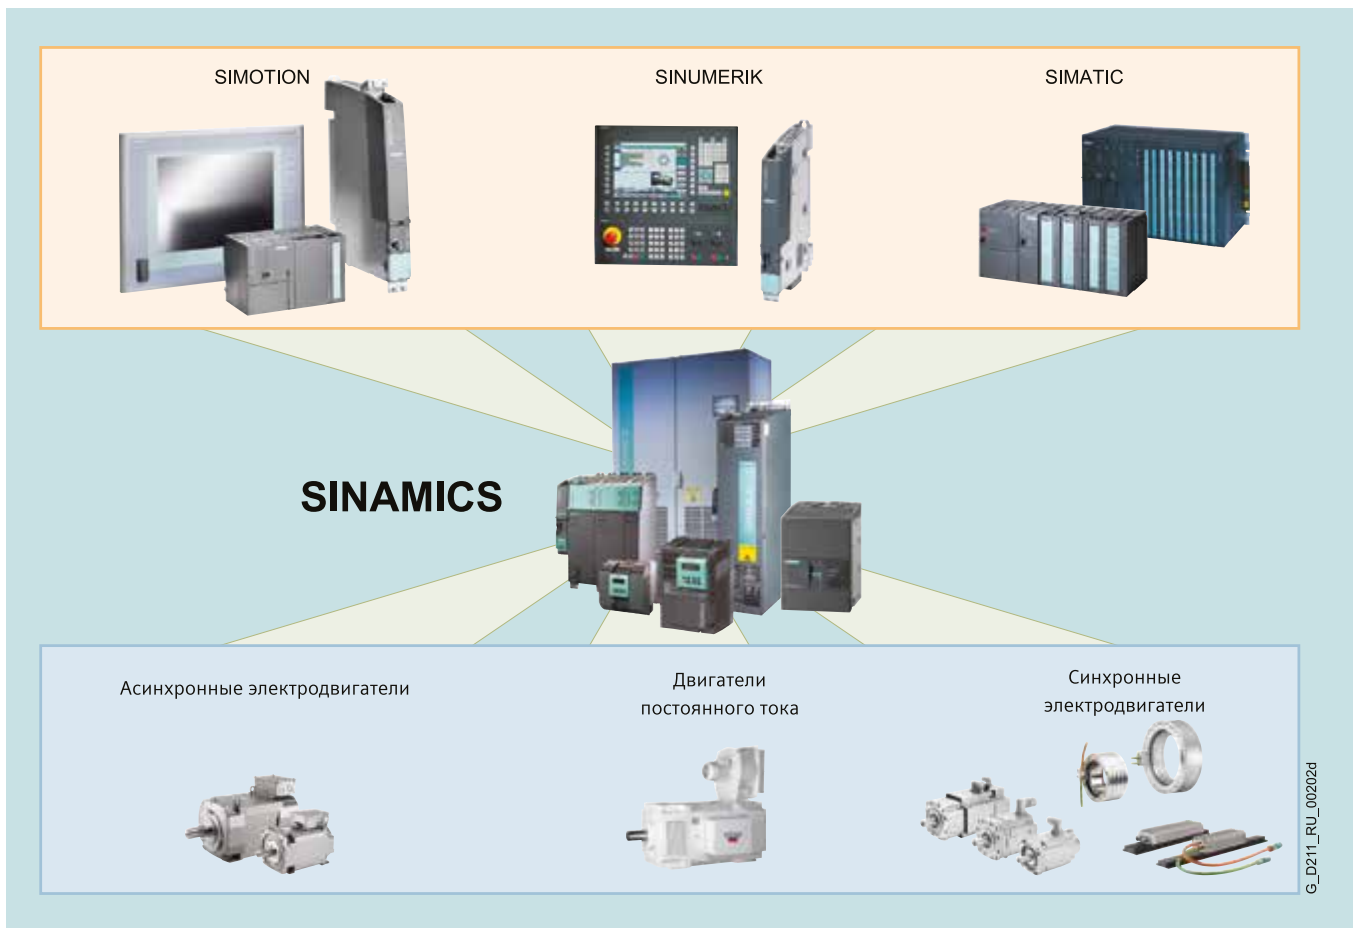 SIMOTION
SINUMERIK
SIMATIC
SINAMICS
Асинхронные электродвигатели
Двигатели
постоянного тока
Синхронные
электродвигатели
G_D211_RU_00202d